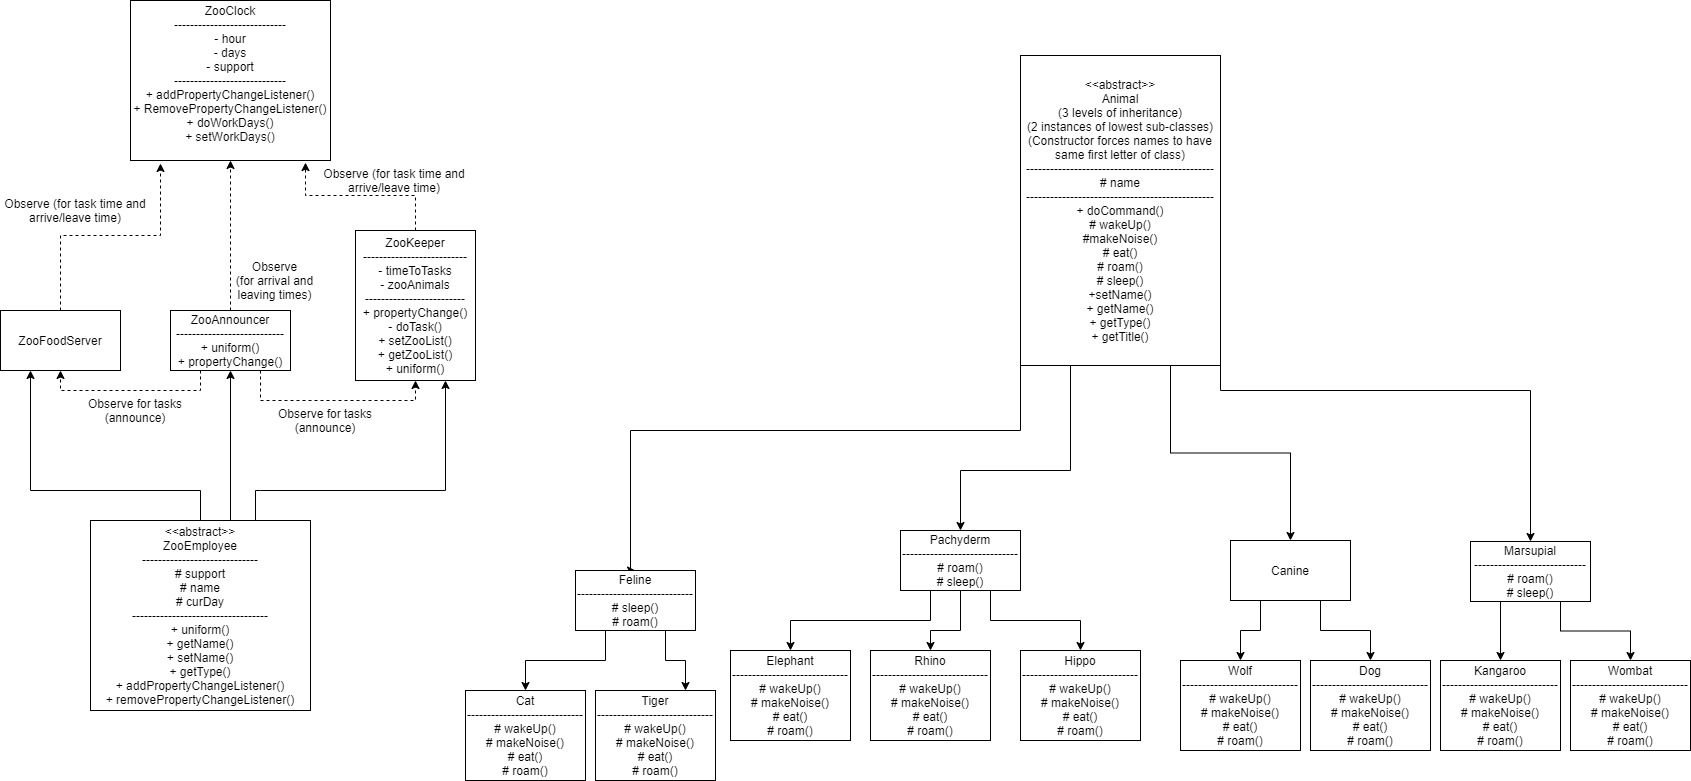 ZooClock
----------------------------
- hour
- days
- support
----------------------------
+ addPropertyChangeListener()
+ RemovePropertyChangeListener()
+ doWorkDays()
+ setWorkDays()
Observe (for task time and
arrive/leave time)
Observe (for task time and
arrive/leave time)
Observe
(for arrival and
leaving times)
ZooKeeper
--------------------------
- timeToTasks
- zooAnimals
-------------------------
+ propertyChange()
- doTask()
+ setZooList()
+ getZooList()
+ uniform()
ZooFoodServer
ZooAnnouncer
---------------------------
+ uniform()
+ propertyChange()
Observe for tasks
(announce)
Observe for tasks
(announce)
<<abstract>>
ZooEmployee
-----------------------------
# support
# name
# curDay
----------------------------------
+ uniform()
+ getName()
+ setName()
+ getType()
+ addPropertyChangeListener()
+ removePropertyChangeListener()
<<abstract>>
Animal
(3 levels of inheritance)
(2 instances of lowest sub-classes)
(Constructor forces names to have
same first letter of class)
-----------------------------------------------
# name
-----------------------------------------------
+ doCommand()
# wakeUp()
#makeNoise()
# eat()
# roam()
# sleep()
+setName()
+ getName()
+ getType()
+ getTitle()
Feline
-----------------------------
# sleep()
# roam()
Pachyderm
-----------------------------
# roam()
# sleep()
Canine
Marsupial
----------------------------
# roam()
# sleep()
Cat
-----------------------------
# wakeUp()
# makeNoise()
# eat()
# roam()
Tiger
-----------------------------
# wakeUp()
# makeNoise()
# eat()
# roam()
Elephant
-----------------------------
# wakeUp()
# makeNoise()
# eat()
# roam()
Rhino
-----------------------------
# wakeUp()
# makeNoise()
# eat()
# roam()
Hippo
-----------------------------
# wakeUp()
# makeNoise()
# eat()
# roam()
Wolf
-----------------------------
# wakeUp()
# makeNoise()
# eat()
# roam()
Dog
-----------------------------
# wakeUp()
# makeNoise()
# eat()
# roam()
Kangaroo
-----------------------------
# wakeUp()
# makeNoise()
# eat()
# roam()
Wombat
-----------------------------
# wakeUp()
# makeNoise()
# eat()
# roam()